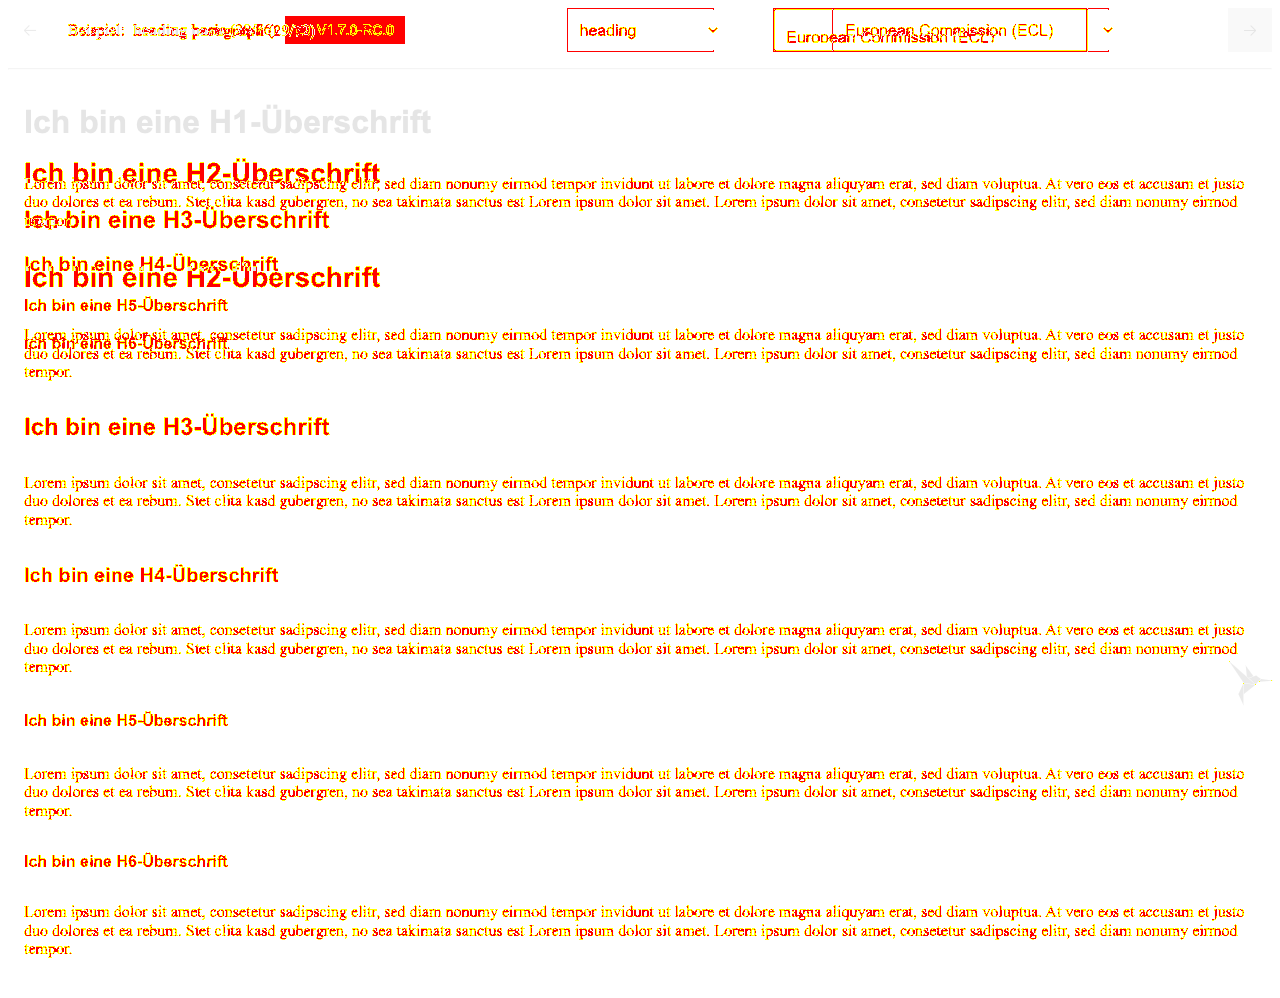 heading
European Commission (ECL)
Ich bin eine H1-Überschrift
Ich bin eine H2-Überschrift
Lorem ipsum dolor sit amet, consetetur sadipscing elitr, sed diam nonumy eirmod tempor invidunt ut labore et dolore magna aliquyam erat, sed diam voluptua. At vero eos et accusam et justo
duo dolores et ea rebum. Stet clita kasd gubergren, no sea takimata sanctus est Lorem ipsum dolor sit amet. Lorem ipsum dolor sit amet, consetetur sadipscing elitr, sed diam nonumy eirmod
tempor.
Ich bin eine H3-Überschrift
Ich bin eine H4-Überschrift
Ich bin eine H2-Überschrift
Ich bin eine H5-Überschrift
Lorem ipsum dolor sit amet, consetetur sadipscing elitr, sed diam nonumy eirmod tempor invidunt ut labore et dolore magna aliquyam erat, sed diam voluptua. At vero eos et accusam et justo
Ich bin eine H6-Überschrift
duo dolores et ea rebum. Stet clita kasd gubergren, no sea takimata sanctus est Lorem ipsum dolor sit amet. Lorem ipsum dolor sit amet, consetetur sadipscing elitr, sed diam nonumy eirmod
tempor.
Ich bin eine H3-Überschrift
Lorem ipsum dolor sit amet, consetetur sadipscing elitr, sed diam nonumy eirmod tempor invidunt ut labore et dolore magna aliquyam erat, sed diam voluptua. At vero eos et accusam et justo
duo dolores et ea rebum. Stet clita kasd gubergren, no sea takimata sanctus est Lorem ipsum dolor sit amet. Lorem ipsum dolor sit amet, consetetur sadipscing elitr, sed diam nonumy eirmod
tempor.
Ich bin eine H4-Überschrift
Lorem ipsum dolor sit amet, consetetur sadipscing elitr, sed diam nonumy eirmod tempor invidunt ut labore et dolore magna aliquyam erat, sed diam voluptua. At vero eos et accusam et justo
duo dolores et ea rebum. Stet clita kasd gubergren, no sea takimata sanctus est Lorem ipsum dolor sit amet. Lorem ipsum dolor sit amet, consetetur sadipscing elitr, sed diam nonumy eirmod
tempor.
Ich bin eine H5-Überschrift
Lorem ipsum dolor sit amet, consetetur sadipscing elitr, sed diam nonumy eirmod tempor invidunt ut labore et dolore magna aliquyam erat, sed diam voluptua. At vero eos et accusam et justo
duo dolores et ea rebum. Stet clita kasd gubergren, no sea takimata sanctus est Lorem ipsum dolor sit amet. Lorem ipsum dolor sit amet, consetetur sadipscing elitr, sed diam nonumy eirmod
tempor.
Ich bin eine H6-Überschrift
Lorem ipsum dolor sit amet, consetetur sadipscing elitr, sed diam nonumy eirmod tempor invidunt ut labore et dolore magna aliquyam erat, sed diam voluptua. At vero eos et accusam et justo
duo dolores et ea rebum. Stet clita kasd gubergren, no sea takimata sanctus est Lorem ipsum dolor sit amet. Lorem ipsum dolor sit amet, consetetur sadipscing elitr, sed diam nonumy eirmod
tempor.